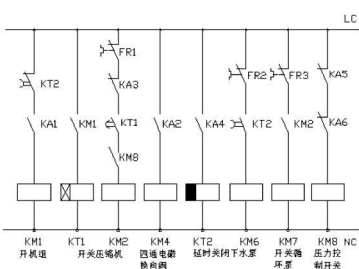 LC
FR1
KT2
KA3
FR2
FR3
KA5
KA1
KM1
KT1
KA2
KA4
KT2
KM2
KA6
KM8
NC
KM1 KT1 KM2 KM4 KT2 KM6 KM7 KM8
开机组 开关压缩机 四通电磁 延时关闭下水泵 开关循 压力控
换向阀 环泵 制开关